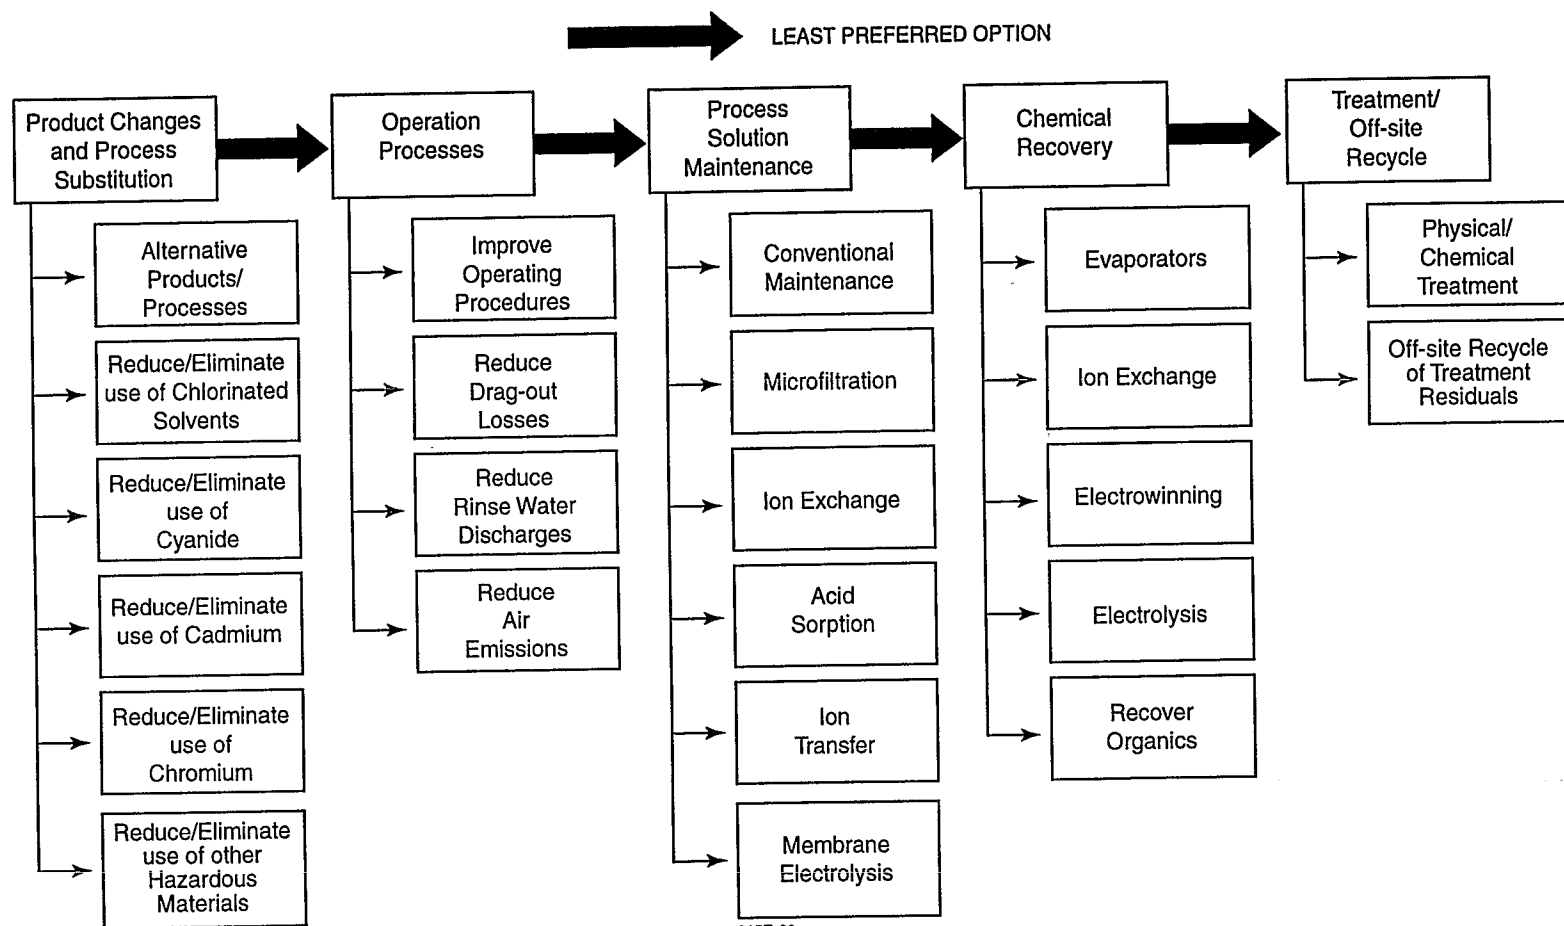 LEAST PREFERRED OPTION
Product Changes
and Process
Substitution
Operation
Processes
Process
Solution
Maintenance
Chemical
Recovery
Treatment/
Off-site
Recycle
Alternative
Products/
Processes
Reduce/Eliminate
use of Chlorinated
Solvents
Reduce/Eliminate
use of
Cyanide
Reduce/Eliminate
use of Cadmium
Reduce/Eliminate
use of
Chromium
Reduce/Eliminate
use of other
Hazardous
Materials
Improve
Operating
Procedures
Reduce
Drag-out
Losses
Reduce
Rinse Water
Discharges
Reduce
Air
Emissions
Conventional
Maintenance
Microfiltration
Ion Exchange
Acid
Sorption
Ion
Transfer
Membrane
Electrolysis
Evaporators
Ion Exchange
Electrowinning
Electrolysis
Recover
Organics
Physical/
Chemical
Treatment
Off-site Recycle
of Treatment
Residuals